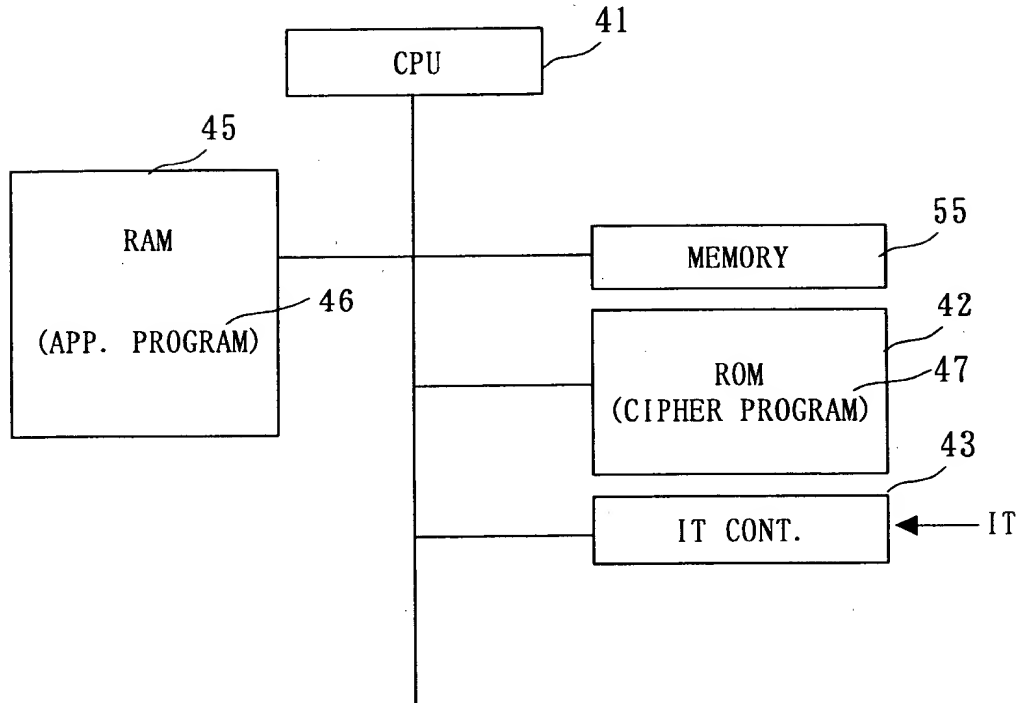 41
CPU
45
RAM
55
MEMORY
46
(APP. PROGRAM)
42
ROM
47
(CIPHER PROGRAM)
43
IT CONT.
IT